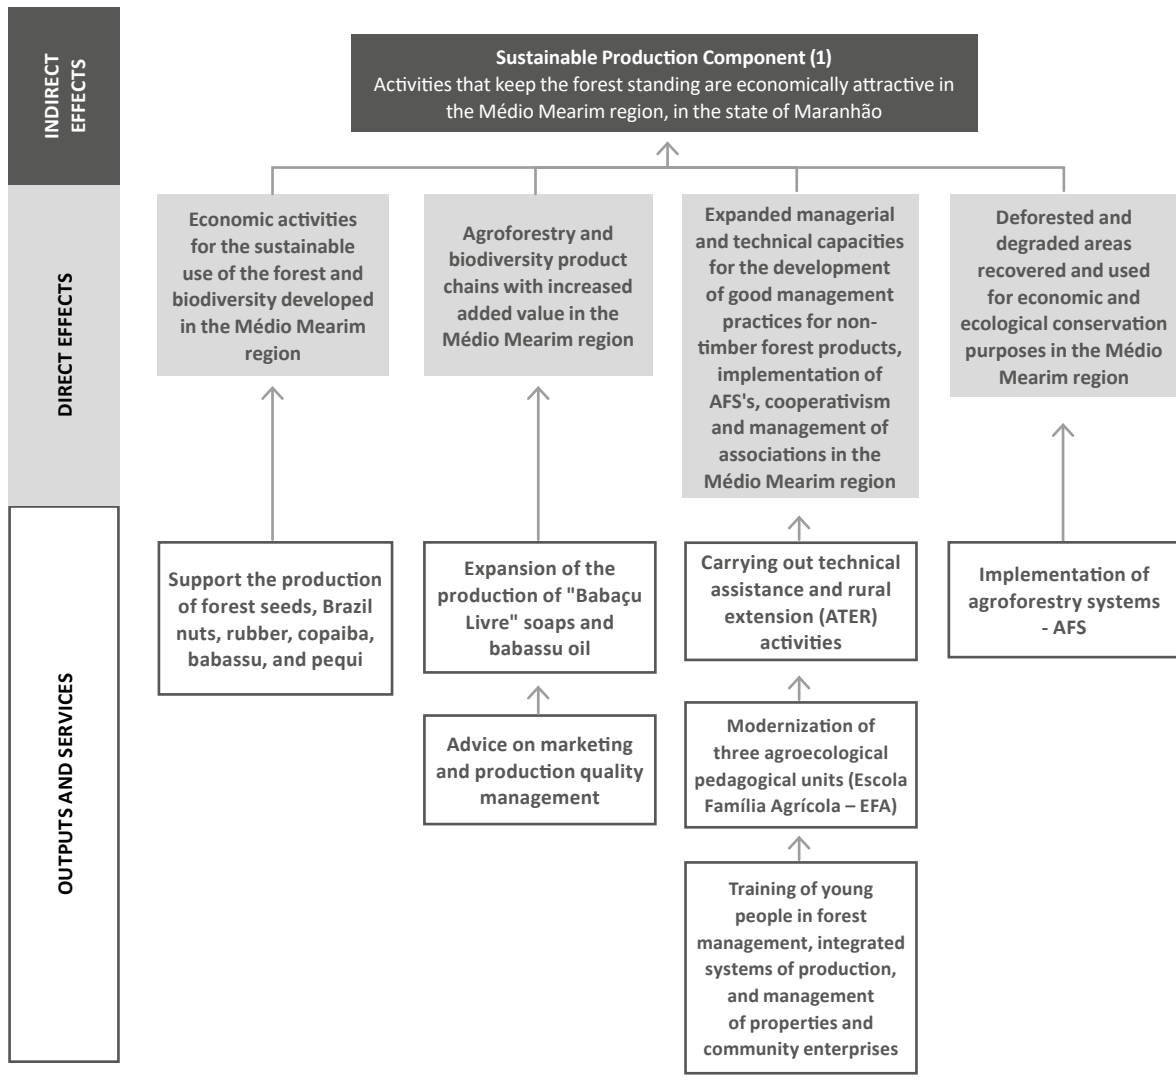 INDIRECT
EFFECTS
Sustainable Production Component (1)
Activities that keep the forest standing are economically attractive in
the Médio Mearim region, in the state of Maranhão
DIRECT EFFECTS
Economic activities
for the sustainable
use of the forest and
biodiversity developed
in the Médio Mearim
region
Agroforestry and
biodiversity product
chains with increased
added value in the
Médio Mearim region
Expanded managerial
and technical capacities
for the development
of good management
practices for non-
timber forest products,
implementation of
AFS's, cooperativism
and management of
associations in the
Médio Mearim region
Deforested and
degraded areas
recovered and used
for economic and
ecological conservation
purposes in the Médio
Mearim region
OUTPUTS AND SERVICES
Support the production
of forest seeds, Brazil
nuts, rubber, copaiba,
babassu, and pequi
Expansion of the
production of "Babaçu
Livre" soaps and
babassu oil
Carrying out technical
assistance and rural
extension (ATER)
activities
Implementation of
agroforestry systems
- AFS
Advice on marketing
and production quality
management
Modernization of
three agroecological
pedagogical units (Escola
Família Agrícola – EFA)
Training of young
people in forest
management, integrated
systems of production,
and management
of properties and
community enterprises